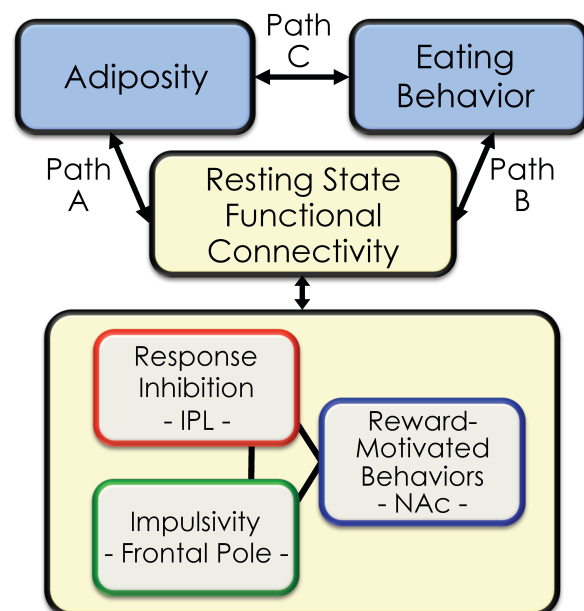 Path
C
Adiposity
Eating
Behavior
Path
A
Resting State
Functional
Connectivity
Path
B
Response
Inhibition
- IPL -
Reward-
Motivated
Behaviors
- NAc -
Impulsivity
- Frontal Pole -